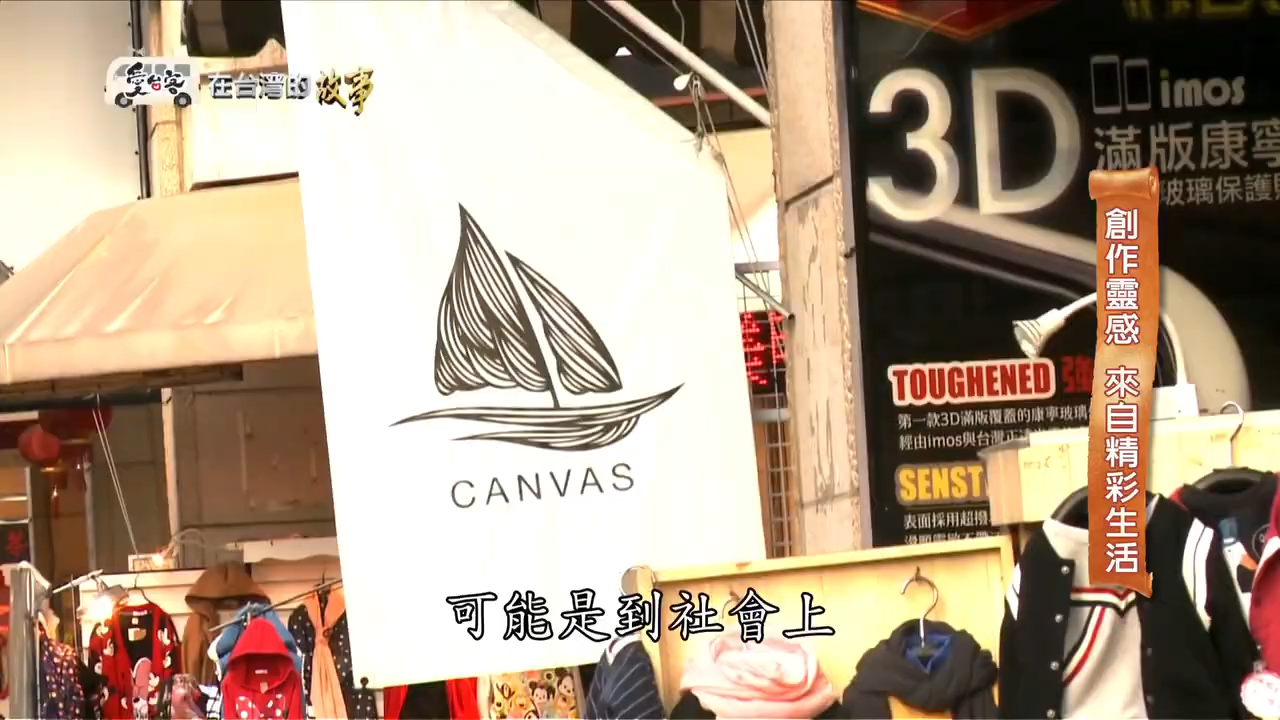 愛台客
在台灣的故事
3D
imos
滿版康寧
玻璃保護貼
創作靈感 來自精彩生活
TOUGHENED 強
第一款3D滿版覆蓋的康寧玻璃
經由imos與台灣正
SENST
表面採用超撥
CANVAS
可能是到社會上